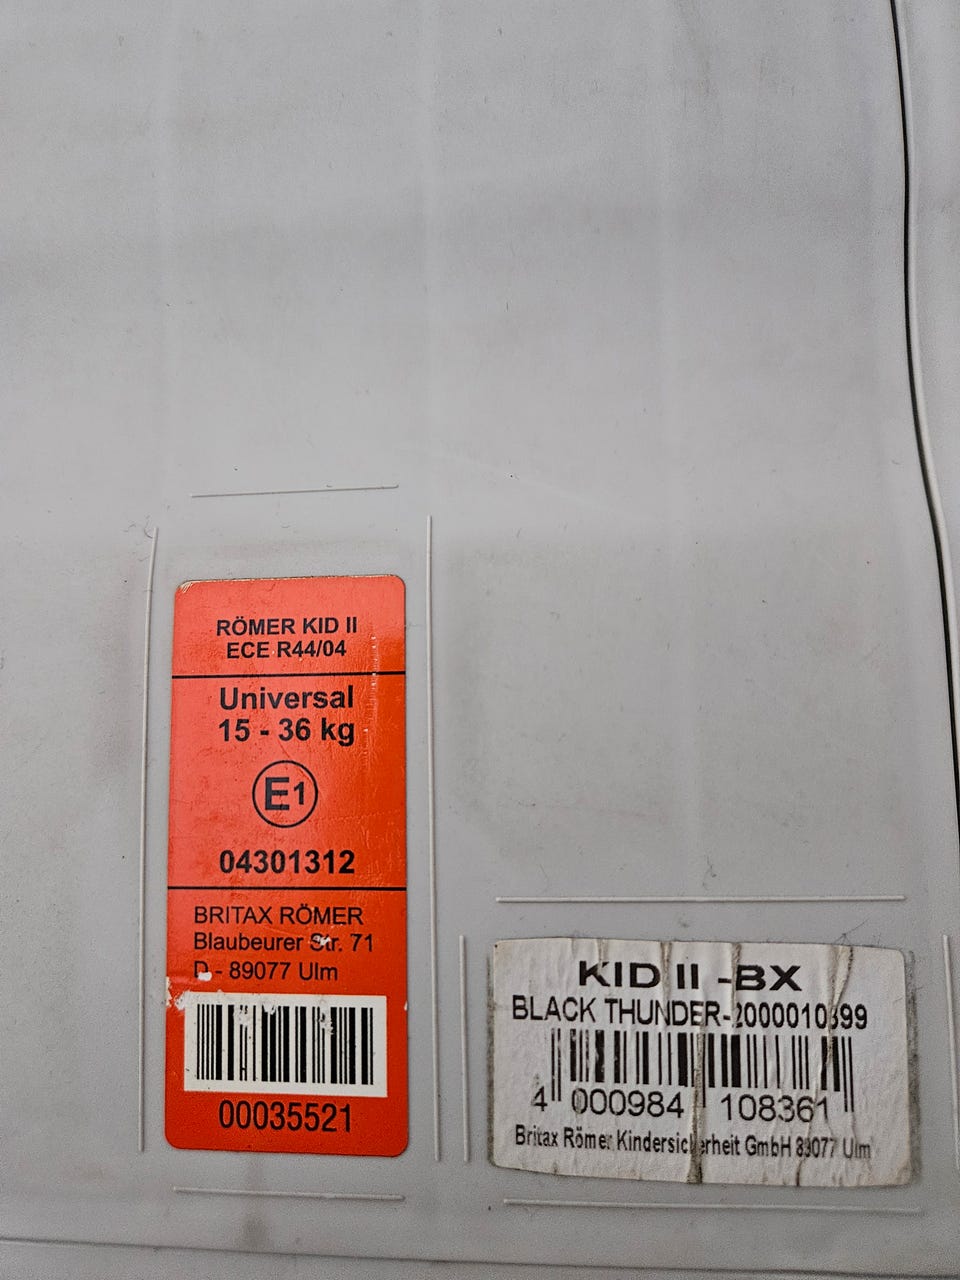 RÖMER KID II
ECE R44/04
Universal
15 - 36 kg
E1
04301312
BRITAX RÖMER
Blaubeurer Str. 71
D - 89077 Ulm
00035521
KID II -BX
BLACK THUNDER-2000010399
4 000984 108361
Britax Römer Kindersicherheit GmbH 89077 Ulm